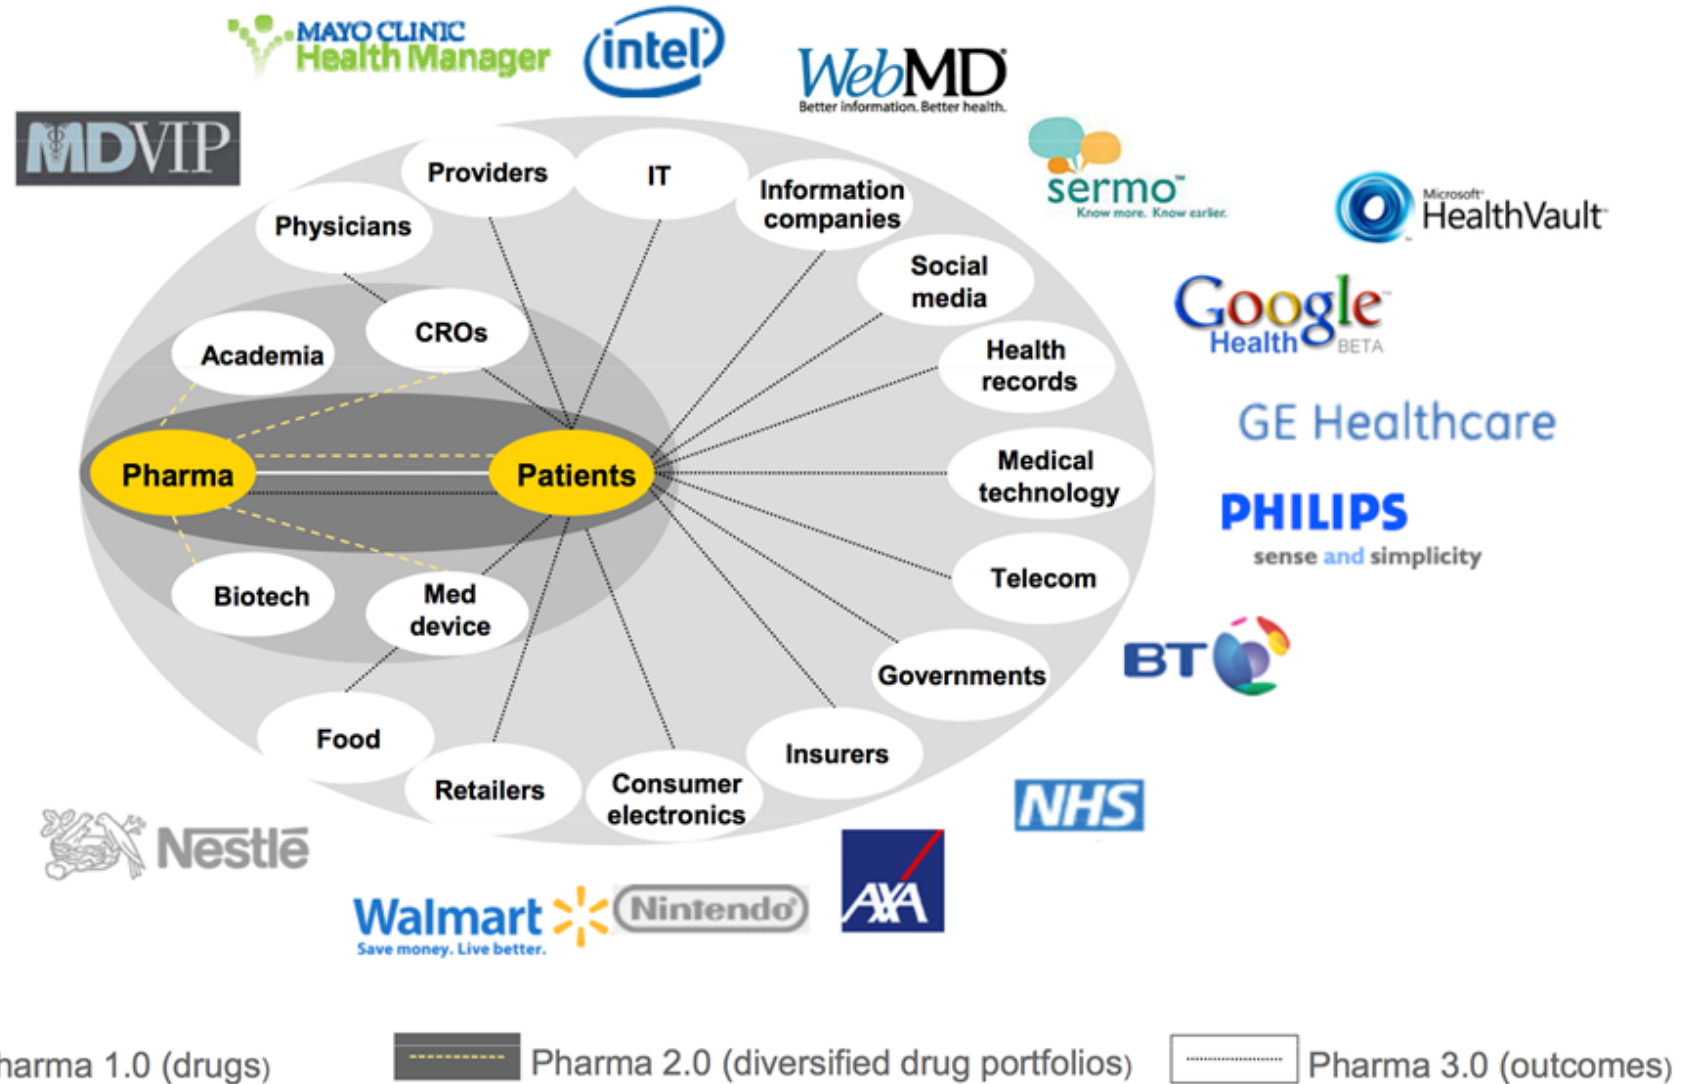 MAYO CLINIC
Health Manager
intel
WebMD
Better information. Better health.
MDVIP
sermo™
Know more. Know earlier.
Microsoft
HealthVault
Google
Health BETA
GE Healthcare
PHILIPS
sense and simplicity
BT
NHS
AXA
Nintendo
Walmart
Save money. Live better.
Nestlé
Providers
IT
Information
companies
Physicians
Social
media
CROs
Academia
Health
records
Pharma
Patients
Medical
technology
Telecom
Biotech
Med
device
Governments
Food
Insurers
Retailers
Consumer
electronics
harma 1.0 (drugs)
Pharma 2.0 (diversified drug portfolios)
Pharma 3.0 (outcomes)